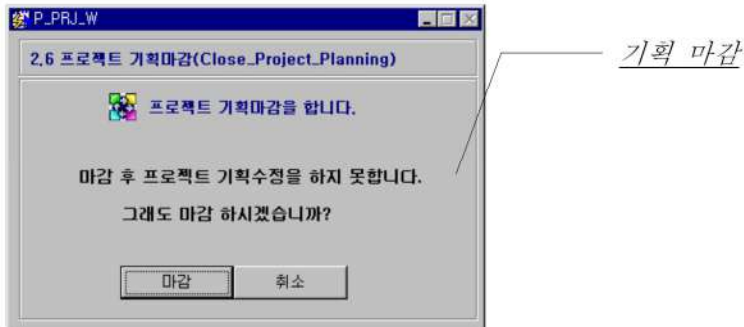 P_PRJ_W
2.6 프로젝트 기획마감(Close_Project_Planning)
기획 마감
프로젝트 기획마감을 합니다.
마감 후 프로젝트 기획수정을 하지 못합니다.
그래도 마감 하시겠습니까?
마감 취소